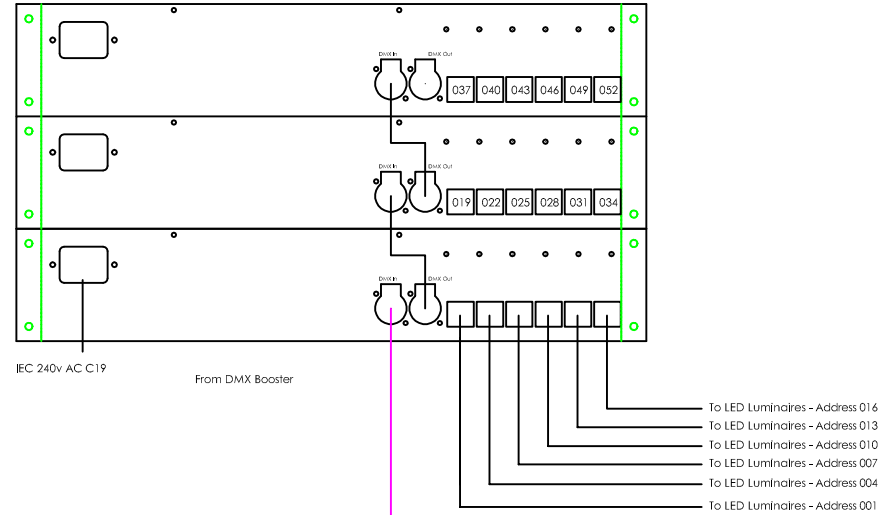 DMX In DMX Out
037 040 043 046 049 052
DMX In DMX Out
019 022 025 028 031 034
DMX In DMX Out
IEC 240v AC C19
From DMX Booster
To LED Luminaires - Address 016
To LED Luminaires - Address 013
To LED Luminaires - Address 010
To LED Luminaires - Address 007
To LED Luminaires - Address 004
To LED Luminaires - Address 001